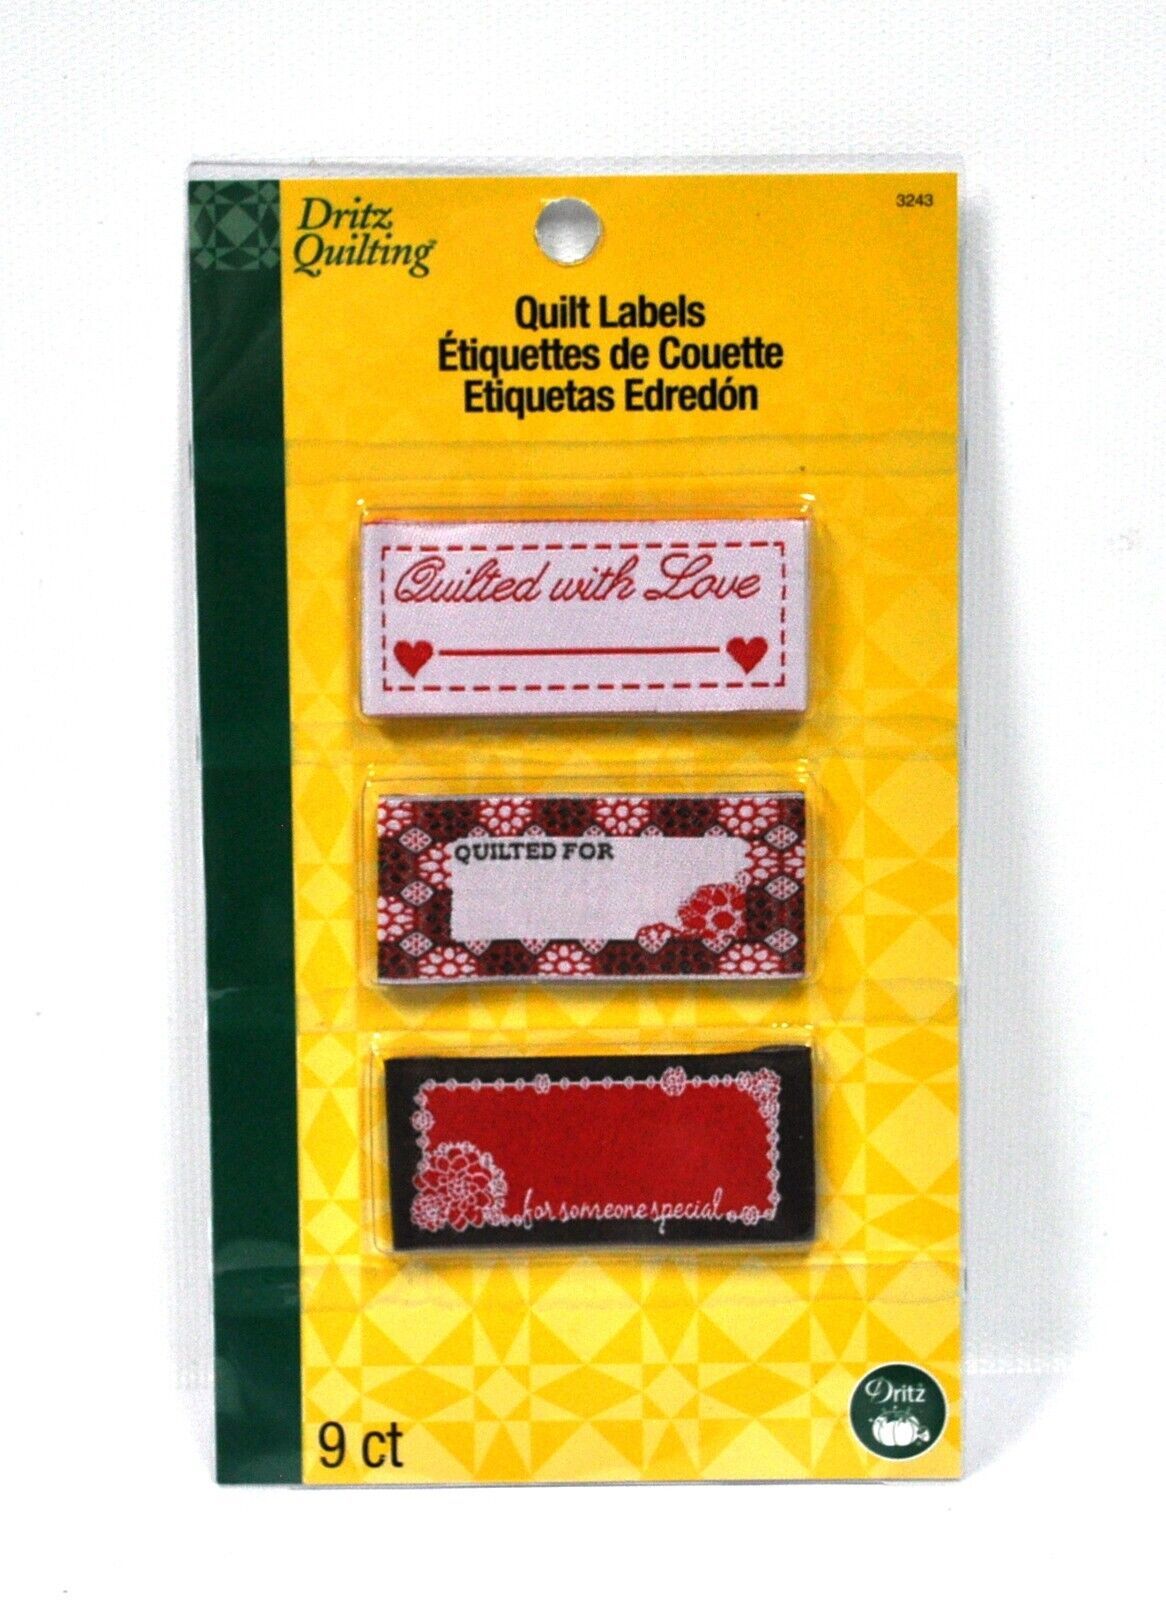 Dritz
Quilting
3243
Quilt Labels
Étiquettes de Couette
Etiquetas Edredón
Quilted with Love
QUILTED FOR
for someone special
9 ct
Dritz